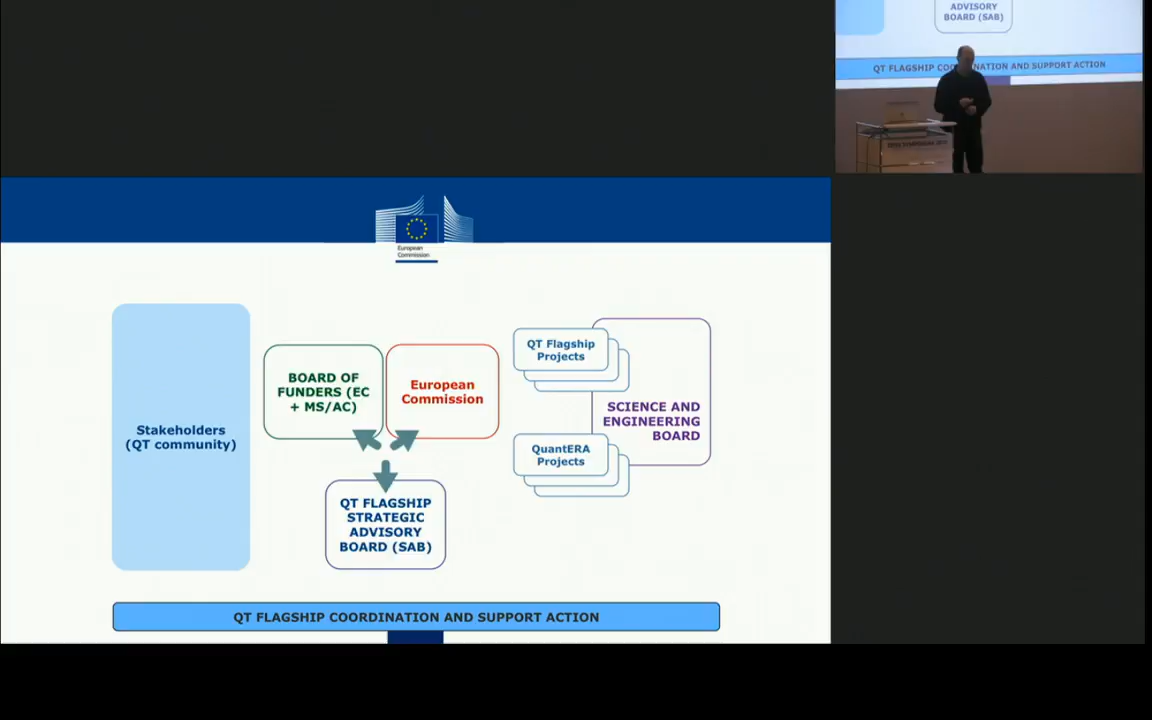 ADVISORY
BOARD (SAB)
QT FLAGSHIP COORDINATION AND SUPPORT ACTION
European
Commission
Stakeholders
(QT community)
BOARD OF
FUNDERS (EC
+ MS/AC)
European
Commission
QT Flagship
Projects
SCIENCE AND
ENGINEERING
BOARD
QuantERA
Projects
QT FLAGSHIP
STRATEGIC
ADVISORY
BOARD (SAB)
QT FLAGSHIP COORDINATION AND SUPPORT ACTION